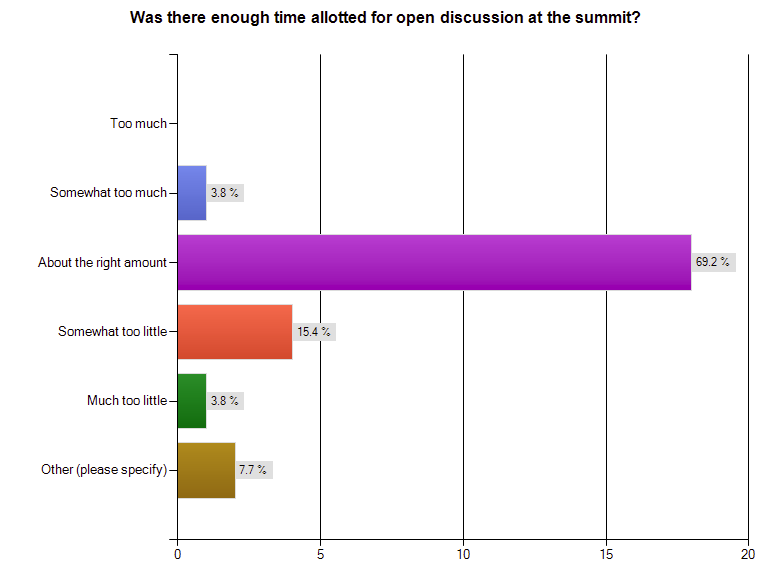 Was there enough time allotted for open discussion at the summit?
Too much
Somewhat too much
3.8 %
About the right amount
69.2 %
Somewhat too little
15.4 %
Much too little
3.8 %
Other (please specify)
7.7 %
0 5 10 15 20